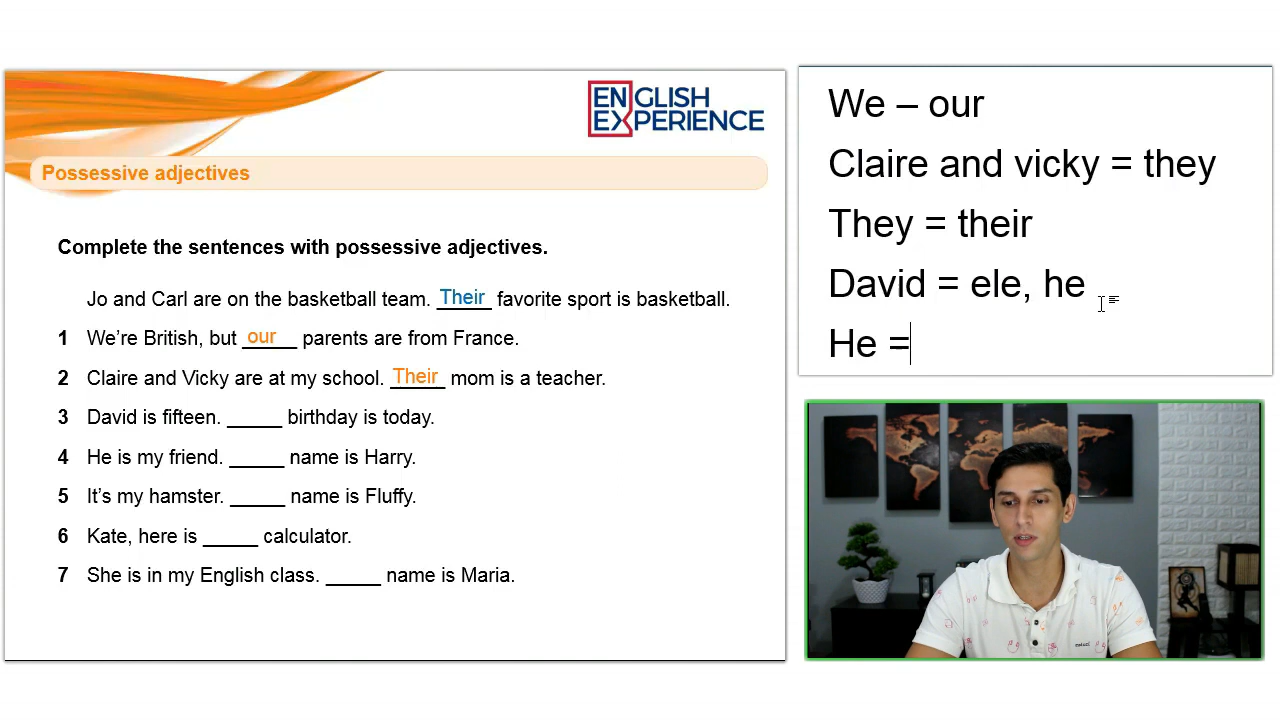 ENGLISH
EXPERIENCE
Possessive adjectives
Complete the sentences with possessive adjectives.
Jo and Carl are on the basketball team. Their favorite sport is basketball.
1 We’re British, but our parents are from France.
2 Claire and Vicky are at my school. Their mom is a teacher.
3 David is fifteen. _____ birthday is today.
4 He is my friend. _____ name is Harry.
5 It’s my hamster. _____ name is Fluffy.
6 Kate, here is _____ calculator.
7 She is in my English class. _____ name is Maria.
We – our
Claire and vicky = they
They = their
David = ele, he
He =